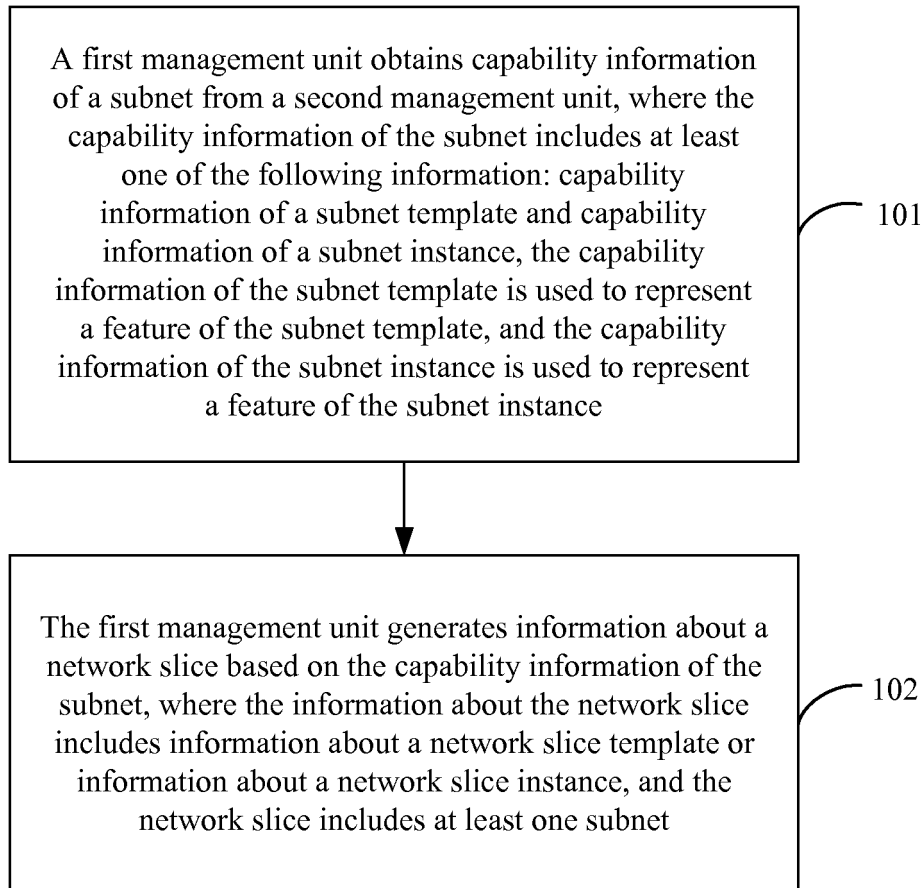 A first management unit obtains capability information
of a subnet from a second management unit, where the
capability information of the subnet includes at least
one of the following information: capability
information of a subnet template and capability
information of a subnet instance, the capability
information of the subnet template is used to represent
a feature of the subnet template, and the capability
information of the subnet instance is used to represent
a feature of the subnet instance
101
The first management unit generates information about a
network slice based on the capability information of the
subnet, where the information about the network slice
includes information about a network slice template or
information about a network slice instance, and the
network slice includes at least one subnet
102